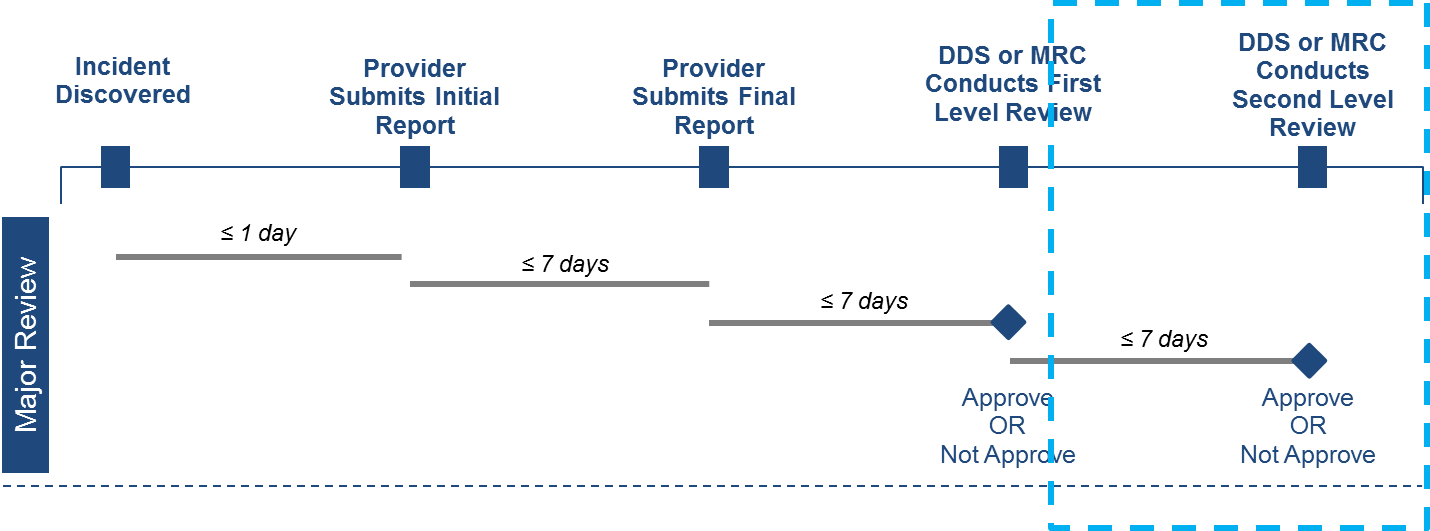 Incident
Discovered
Provider
Submits Initial
Report
Provider
Submits Final
Report
DDS or MRC
Conducts First
Level Review
DDS or MRC
Conducts
Second Level
Review
Major Review
≤ 1 day
≤ 7 days
≤ 7 days
≤ 7 days
Approve
OR
Not Approve
Approve
OR
Not Approve